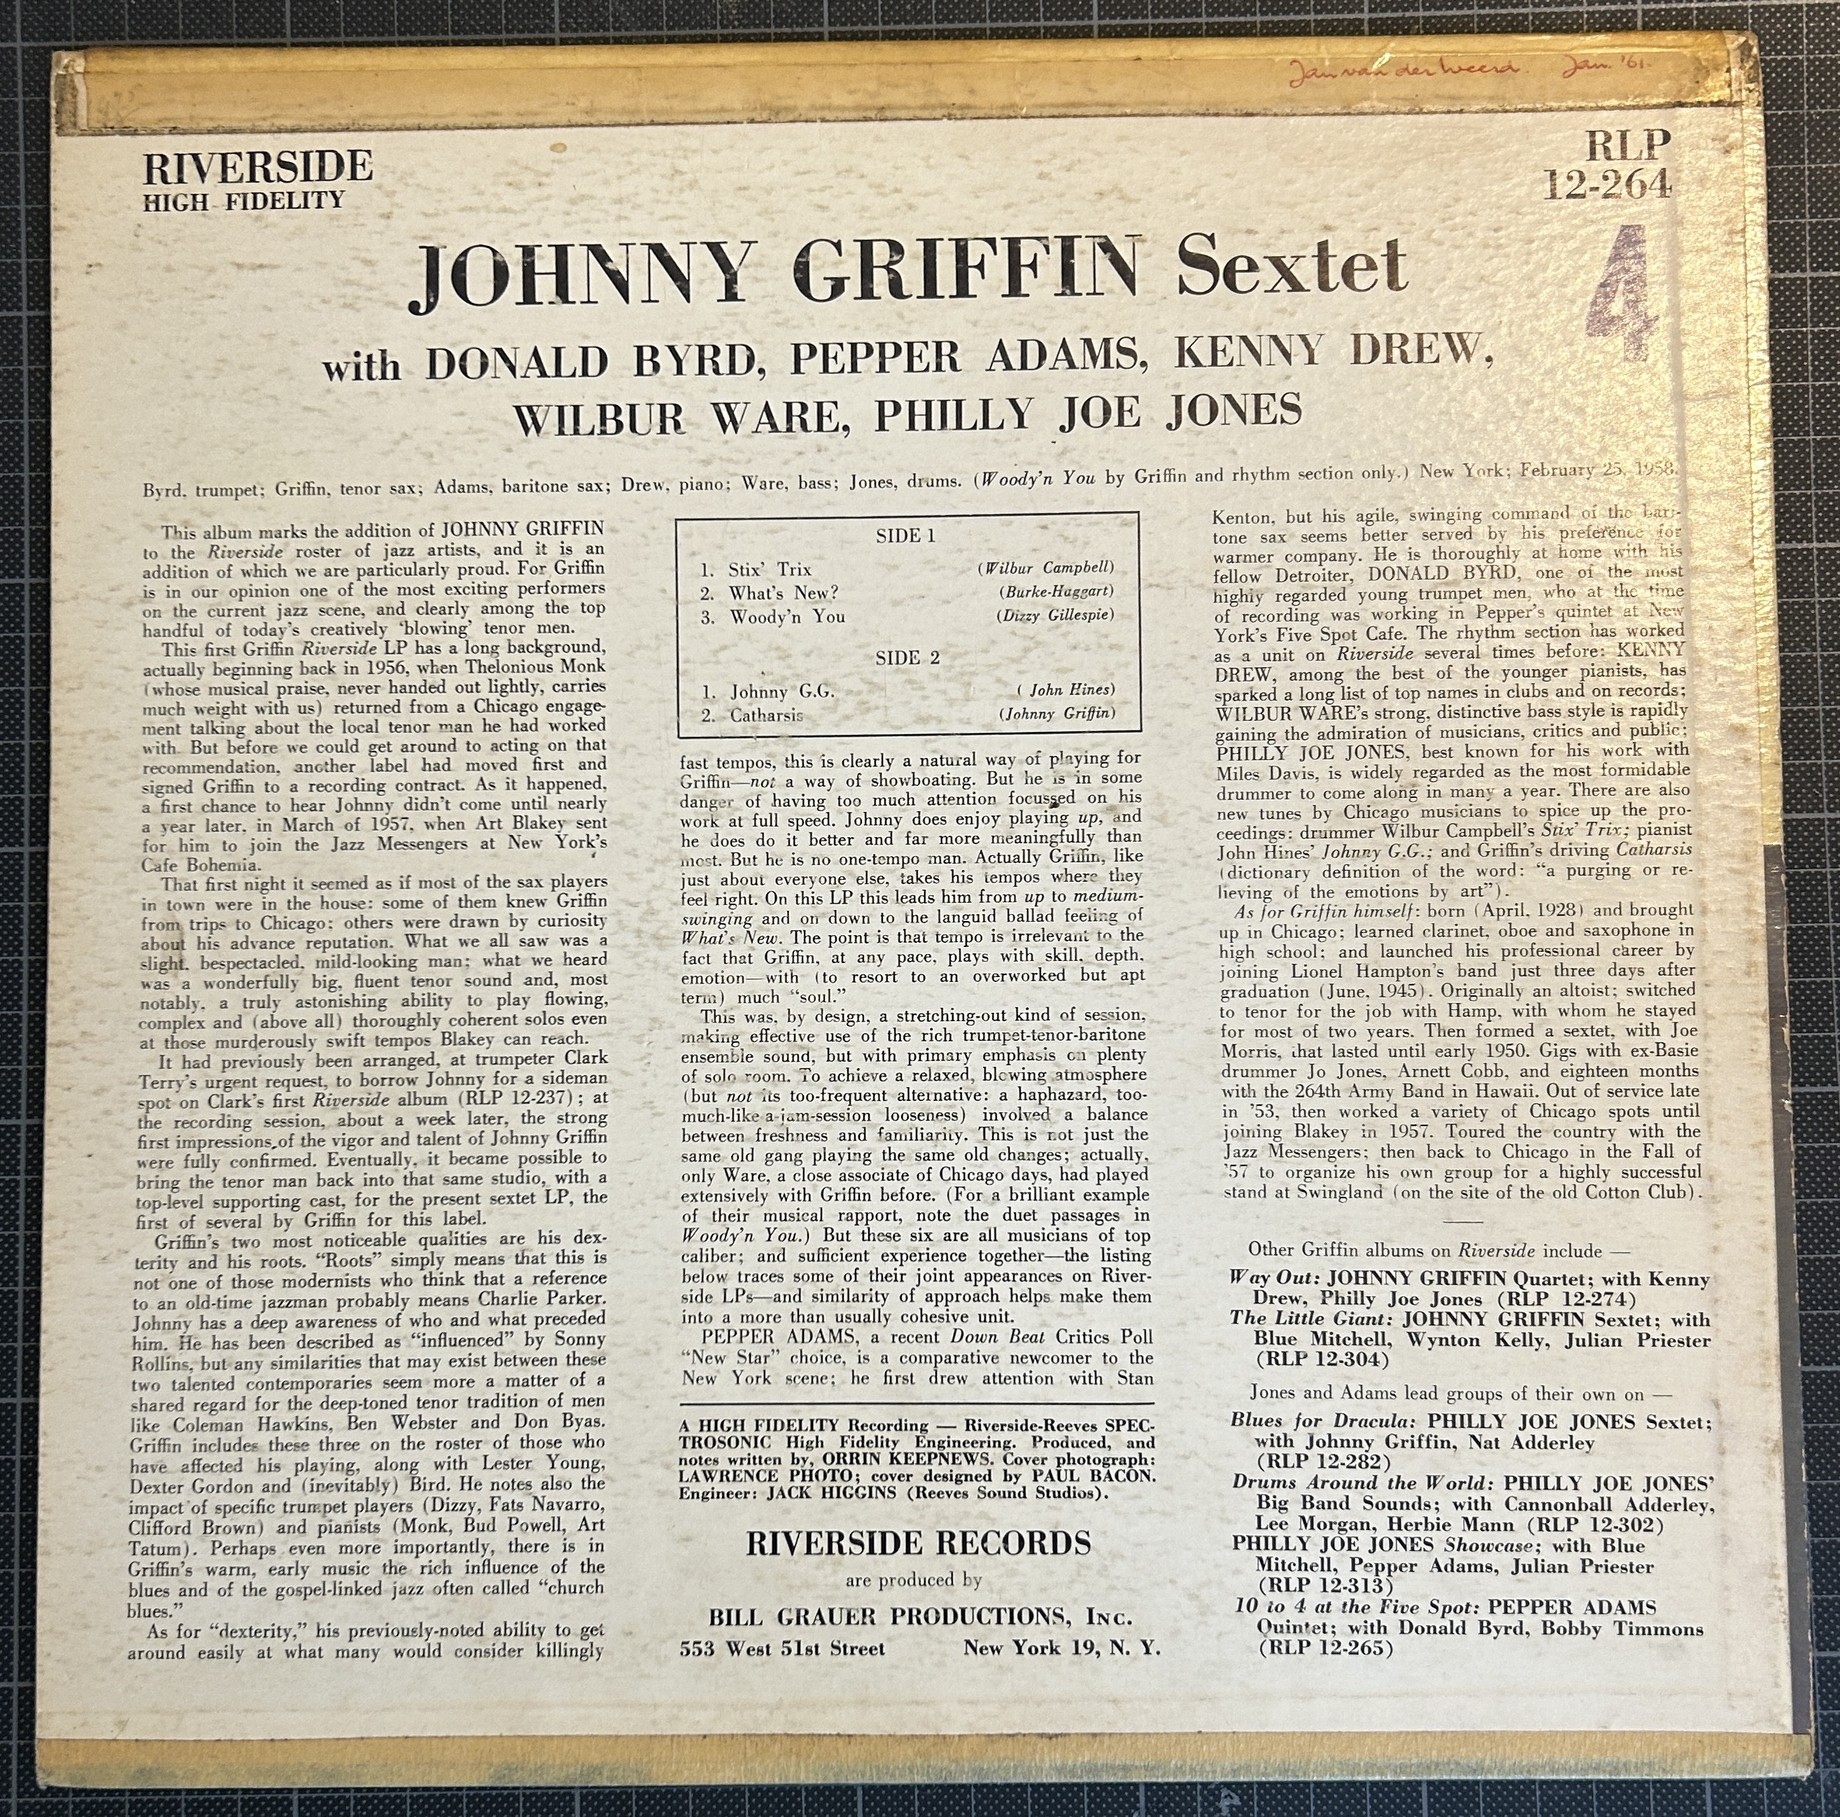 Jan van der Weerd. Jan. '61.
RIVERSIDE
HIGH FIDELITY
RLP
12-264
4
JOHNNY GRIFFIN Sextet
with DONALD BYRD, PEPPER ADAMS, KENNY DREW,
WILBUR WARE, PHILLY JOE JONES
Byrd, trumpet; Griffin, tenor sax; Adams, baritone sax; Drew, piano; Ware, bass; Jones, drums. (Woody'n You by Griffin and rhythm section only.) New York; February 25, 1958.
This album marks the addition of JOHNNY GRIFFIN
to the Riverside roster of jazz artists, and it is an
addition of which we are particularly proud. For Griffin
is in our opinion one of the most exciting performers
on the current jazz scene, and clearly among the top
handful of today's creatively 'blowing' tenor men.
This first Griffin Riverside LP has a long background,
actually beginning back in 1956, when Thelonious Monk
(whose musical praise, never handed out lightly, carries
much weight with us) returned from a Chicago engage-
ment talking about the local tenor man he had worked
with. But before we could get around to acting on that
recommendation, another label had moved first and
signed Griffin to a recording contract. As it happened,
a first chance to hear Johnny didn't come until nearly
a year later, in March of 1957, when Art Blakey sent
for him to join the Jazz Messengers at New York's
Cafe Bohemia.
That first night it seemed as if most of the sax players
in town were in the house: some of them knew Griffin
from trips to Chicago; others were drawn by curiosity
about his advance reputation. What we all saw was a
slight, bespectacled, mild-looking man; what we heard
was a wonderfully big, fluent tenor sound and, most
notably, a truly astonishing ability to play flowing,
complex and (above all) thoroughly coherent solos even
at those murderously swift tempos Blakey can reach.
It had previously been arranged, at trumpeter Clark
Terry's urgent request, to borrow Johnny for a sideman
spot on Clark's first Riverside album (RLP 12-237); at
the recording session, about a week later, the strong
first impressions of the vigor and talent of Johnny Griffin
were fully confirmed. Eventually, it became possible to
bring the tenor man back into that same studio, with a
top-level supporting cast, for the present sextet LP, the
first of several by Griffin for this label.
Griffin's two most noticeable qualities are his dex-
terity and his roots. "Roots" simply means that this is
not one of those modernists who think that a reference
to an old-time jazzman probably means Charlie Parker.
Johnny has a deep awareness of who and what preceded
him. He has been described as "influenced" by Sonny
Rollins, but any similarities that may exist between these
two talented contemporaries seem more a matter of a
shared regard for the deep-toned tenor tradition of men
like Coleman Hawkins, Ben Webster and Don Byas.
Griffin includes these three on the roster of those who
have affected his playing, along with Lester Young,
Dexter Gordon and (inevitably) Bird. He notes also the
impact of specific trumpet players (Dizzy, Fats Navarro,
Clifford Brown) and pianists (Monk, Bud Powell, Art
Tatum). Perhaps even more importantly, there is in
Griffin's warm, early music the rich influence of the
blues and of the gospel-linked jazz often called "church
blues."
As for "dexterity," his previously-noted ability to get
around easily at what many would consider killingly
SIDE 1
1. Stix' Trix (Wilbur Campbell)
2. What's New? (Burke-Haggart)
3. Woody'n You (Dizzy Gillespie)
SIDE 2
1. Johnny G.G. ( John Hines)
2. Catharsis (Johnny Griffin)
fast tempos, this is clearly a natural way of playing for
Griffin—not a way of showboating. But he is in some
danger of having too much attention focussed on his
work at full speed. Johnny does enjoy playing up, and
he does do it better and far more meaningfully than
most. But he is no one-tempo man. Actually Griffin, like
just about everyone else, takes his tempos where they
feel right. On this LP this leads him from up to medium-
swinging and on down to the languid ballad feeling of
What's New. The point is that tempo is irrelevant to the
fact that Griffin, at any pace, plays with skill, depth,
emotion—with (to resort to an overworked but apt
term) much "soul."
This was, by design, a stretching-out kind of session,
making effective use of the rich trumpet-tenor-baritone
ensemble sound, but with primary emphasis on plenty
of solo room. To achieve a relaxed, blowing atmosphere
(but not its too-frequent alternative: a haphazard, too-
much-like-a-jam-session looseness) involved a balance
between freshness and familiarity. This is not just the
same old gang playing the same old changes; actually,
only Ware, a close associate of Chicago days, had played
extensively with Griffin before. (For a brilliant example
of their musical rapport, note the duet passages in
Woody'n You.) But these six are all musicians of top
caliber; and sufficient experience together—the listing
below traces some of their joint appearances on River-
side LPs—and similarity of approach helps make them
into a more than usually cohesive unit.
PEPPER ADAMS, a recent Down Beat Critics Poll
"New Star" choice, is a comparative newcomer to the
New York scene; he first drew attention with Stan
A HIGH FIDELITY Recording — Riverside-Reeves SPEC-
TROSONIC High Fidelity Engineering. Produced, and
notes written by, ORRIN KEEPNEWS. Cover photograph:
LAWRENCE PHOTO; cover designed by PAUL BACON.
Engineer: JACK HIGGINS (Reeves Sound Studios).
RIVERSIDE RECORDS
are produced by
BILL GRAUER PRODUCTIONS, INC.
553 West 51st Street New York 19, N. Y.
Kenton, but his agile, swinging command of the bari-
tone sax seems better served by his preference for
warmer company. He is thoroughly at home with his
fellow Detroiter, DONALD BYRD, one of the most
highly regarded young trumpet men, who at the time
of recording was working in Pepper's quintet at New
York's Five Spot Cafe. The rhythm section has worked
as a unit on Riverside several times before: KENNY
DREW, among the best of the younger pianists, has
sparked a long list of top names in clubs and on records;
WILBUR WARE's strong, distinctive bass style is rapidly
gaining the admiration of musicians, critics and public;
PHILLY JOE JONES, best known for his work with
Miles Davis, is widely regarded as the most formidable
drummer to come along in many a year. There are also
new tunes by Chicago musicians to spice up the pro-
ceedings: drummer Wilbur Campbell's Stix' Trix; pianist
John Hines' Johnny G.G.; and Griffin's driving Catharsis
(dictionary definition of the word: "a purging or re-
lieving of the emotions by art").
As for Griffin himself: born (April, 1928) and brought
up in Chicago; learned clarinet, oboe and saxophone in
high school; and launched his professional career by
joining Lionel Hampton's band just three days after
graduation (June, 1945). Originally an altoist; switched
to tenor for the job with Hamp, with whom he stayed
for most of two years. Then formed a sextet, with Joe
Morris, that lasted until early 1950. Gigs with ex-Basie
drummer Jo Jones, Arnett Cobb, and eighteen months
with the 264th Army Band in Hawaii. Out of service late
in '53, then worked a variety of Chicago spots until
joining Blakey in 1957. Toured the country with the
Jazz Messengers; then back to Chicago in the Fall of
'57 to organize his own group for a highly successful
stand at Swingland (on the site of the old Cotton Club).
Other Griffin albums on Riverside include —
Way Out: JOHNNY GRIFFIN Quartet; with Kenny
Drew, Philly Joe Jones (RLP 12-274)
The Little Giant: JOHNNY GRIFFIN Sextet; with
Blue Mitchell, Wynton Kelly, Julian Priester
(RLP 12-304)
Jones and Adams lead groups of their own on —
Blues for Dracula: PHILLY JOE JONES Sextet;
with Johnny Griffin, Nat Adderley
(RLP 12-282)
Drums Around the World: PHILLY JOE JONES'
Big Band Sounds; with Cannonball Adderley,
Lee Morgan, Herbie Mann (RLP 12-302)
PHILLY JOE JONES Showcase; with Blue
Mitchell, Pepper Adams, Julian Priester
(RLP 12-313)
10 to 4 at the Five Spot: PEPPER ADAMS
Quintet; with Donald Byrd, Bobby Timmons
(RLP 12-265)